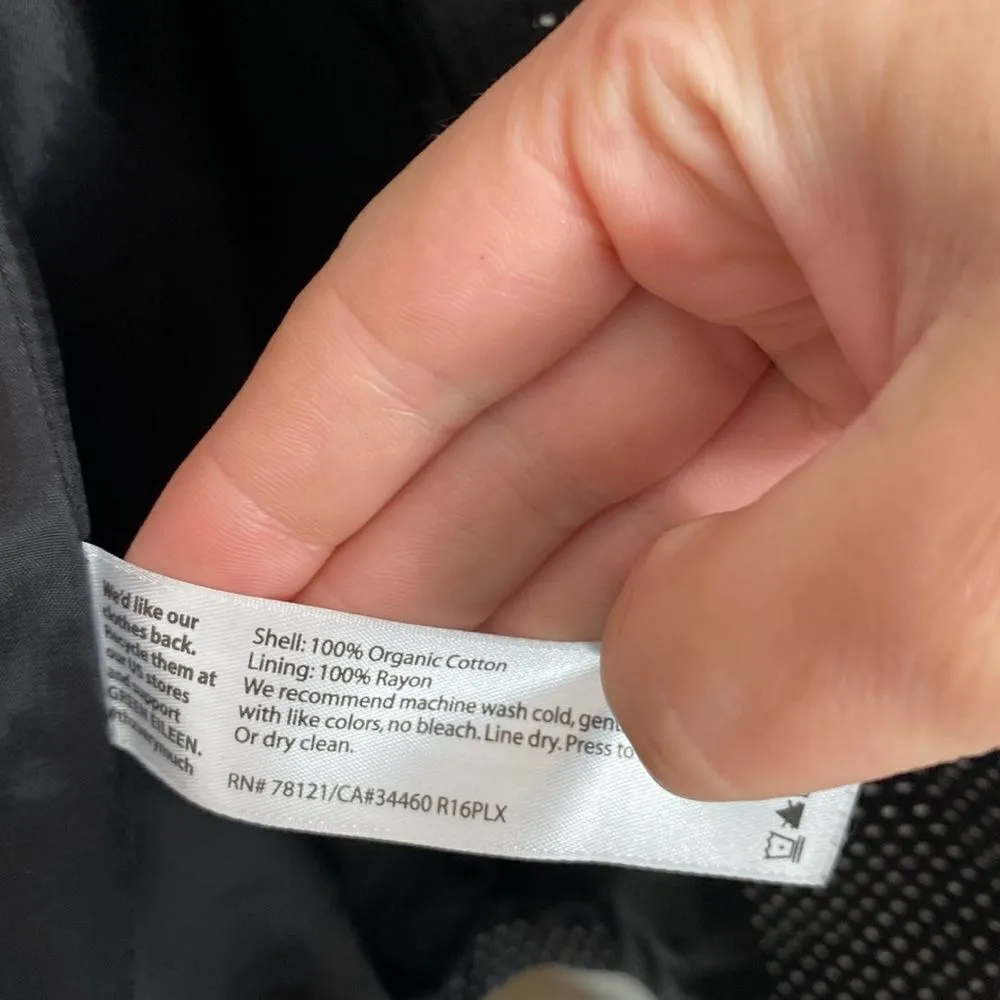 We'd like our
clothes back.
Recycle them at
our US stores
and support
GREEN EILEEN.
Shell: 100% Organic Cotton
Lining: 100% Rayon
We recommend machine wash cold,
with like colors, no bleach. Line dry. Press
Or dry clean.
RN# 78121/CA#34460 R16PLX